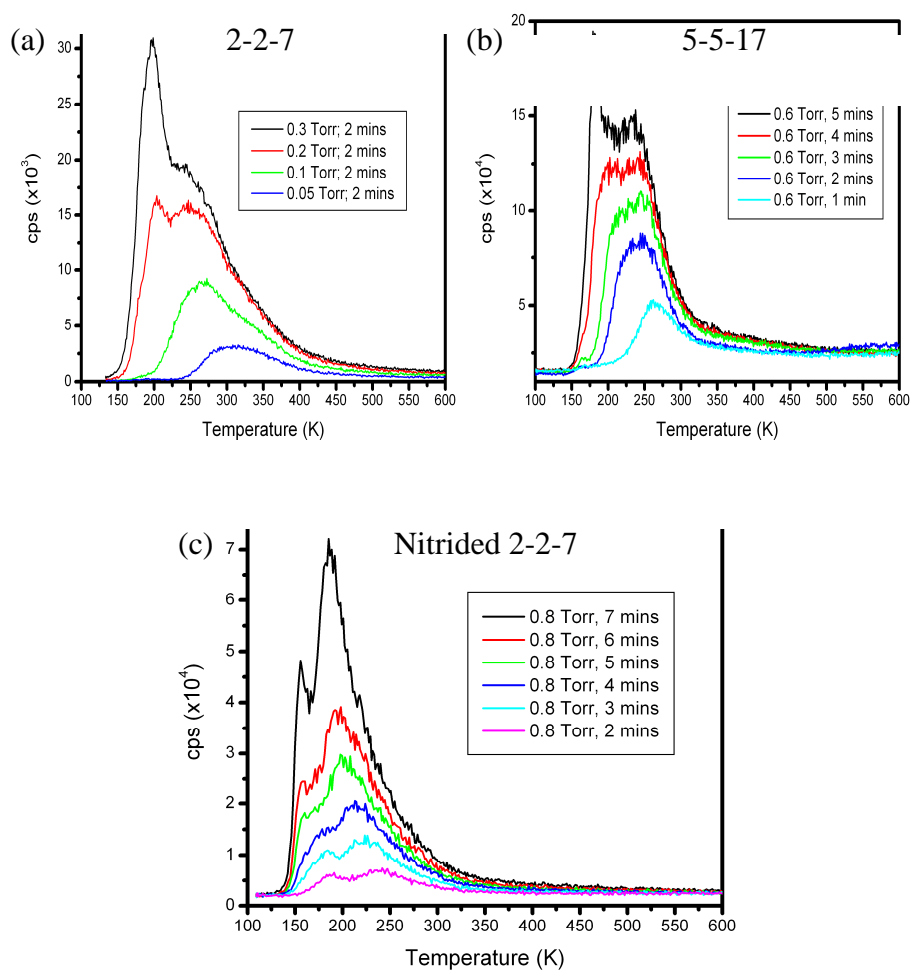 (a) 2-2-7
30
25
20
15
10
5
0
cps (x10³)
0.3 Torr; 2 mins
0.2 Torr; 2 mins
0.1 Torr; 2 mins
0.05 Torr; 2 mins
50 100 150 200 250 300 350 400 450 500 550 600
Temperature (K)
(b) 5-5-17
20
15
10
5
cps (x10⁴)
0.6 Torr, 5 mins
0.6 Torr, 4 mins
0.6 Torr, 3 mins
0.6 Torr, 2 mins
0.6 Torr, 1 min
100 150 200 250 300 350 400 450 500 550 600
Temperature (K)
(c) Nitrided 2-2-7
7
6
5
4
3
2
1
0
cps (x10⁴)
0.8 Torr, 7 mins
0.8 Torr, 6 mins
0.8 Torr, 5 mins
0.8 Torr, 4 mins
0.8 Torr, 3 mins
0.8 Torr, 2 mins
100 150 200 250 300 350 400 450 500 550 600
Temperature (K)